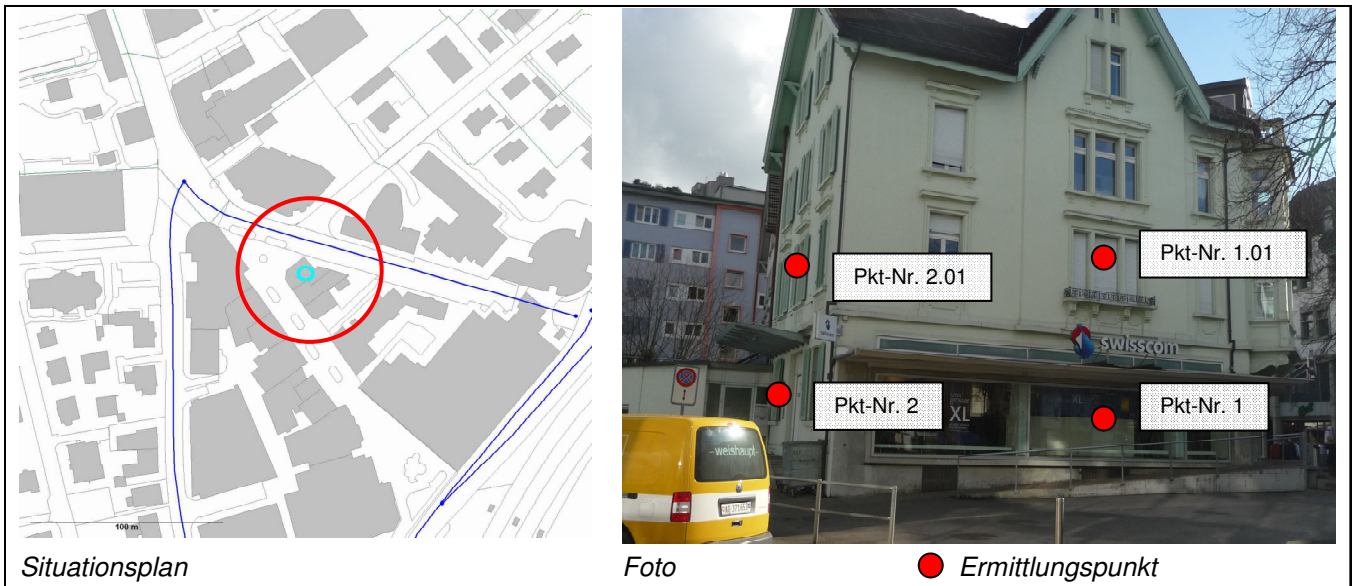 100 m
Pkt-Nr. 2.01
Pkt-Nr. 1.01
swisscom
Pkt-Nr. 2
XL
XL
Pkt-Nr. 1
-weishaupt-
Situationsplan
Foto
Ermittlungspunkt